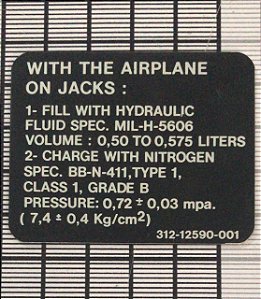 WITH THE AIRPLANE
ON JACKS :
1- FILL WITH HYDRAULIC
FLUID SPEC. MIL-H-5606
VOLUME : 0,50 TO 0,575 LITERS
2- CHARGE WITH NITROGEN
SPEC. BB-N-411,TYPE 1,
CLASS 1, GRADE B
PRESSURE: 0,72 ± 0,03 mpa.
( 7,4 ± 0,4 Kg/cm²)
312-12590-001